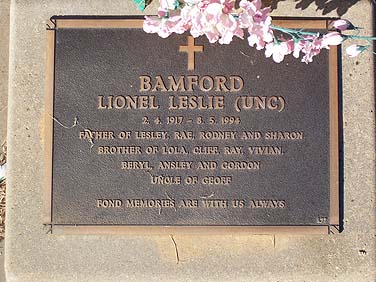 BAMFORD
LIONEL LESLIE (UNC)
2. 4. 1917 - 8. 5. 1994
FATHER OF LESLEY, RAE, RODNEY AND SHARON
BROTHER OF LOLA, CLIFF, RAY, VIVIAN,
BERYL, ANSLEY AND GORDON
UNCLE OF GEOFF
FOND MEMORIES ARE WITH US ALWAYS